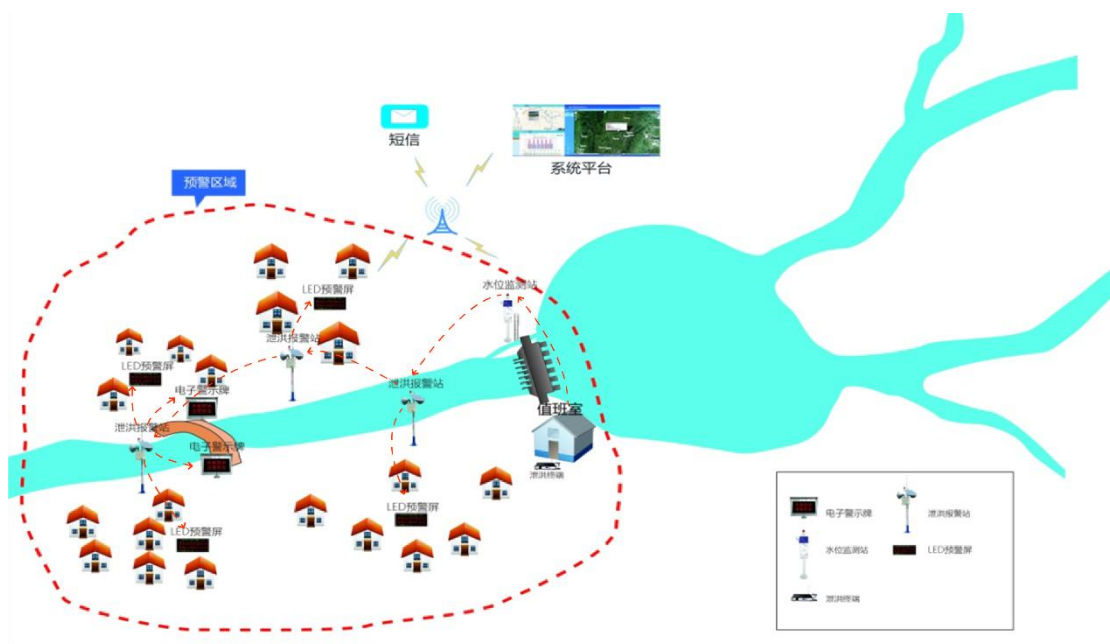 短信
系统平台
预警区域
水位监测站
LED预警屏
泄洪报警站
LED预警屏
泄洪报警站
电子警示牌
值班室
泄洪报警站
电子警示牌
泄洪终端
LED预警屏
LED预警屏
电子警示牌
泄洪报警站
水位监测站
LED预警屏
泄洪终端